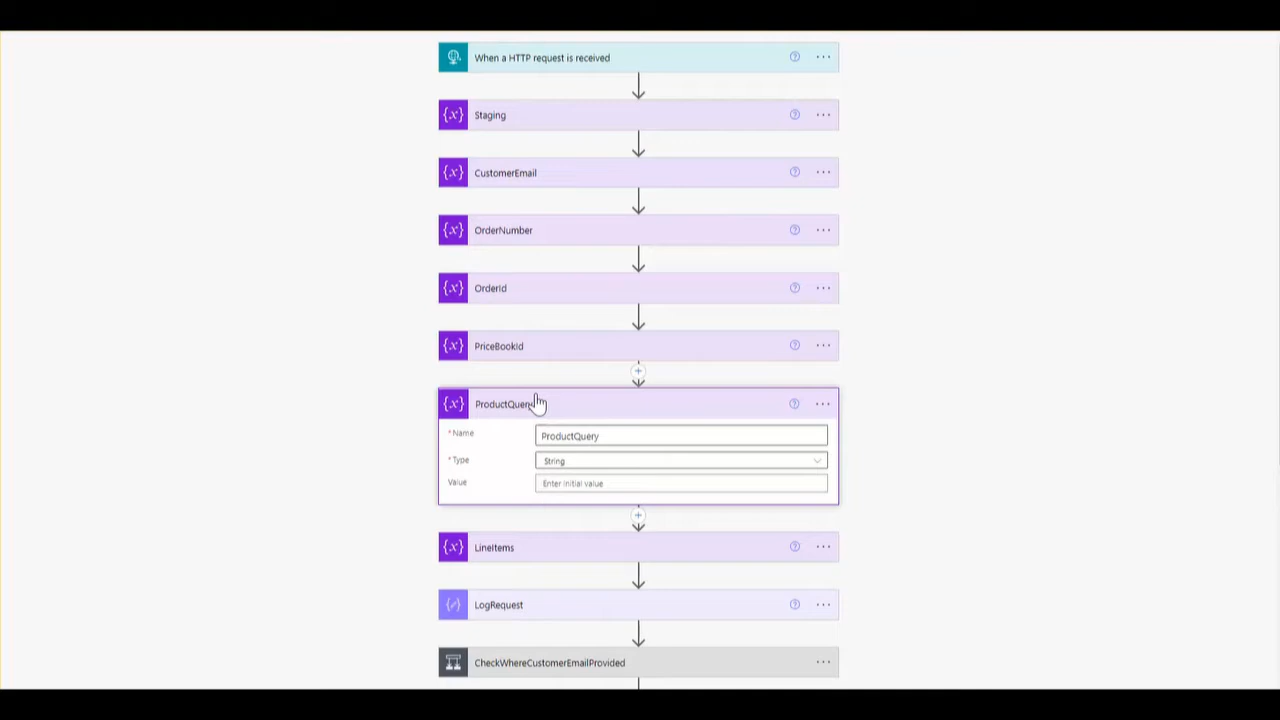 When a HTTP request is received
{x} Staging
{x} CustomerEmail
{x} OrderNumber
{x} OrderId
{x} PriceBookId
{x} ProductQuery
* Name ProductQuery
* Type String
Value Enter initial value
{x} LineItems
LogRequest
CheckWhereCustomerEmailProvided